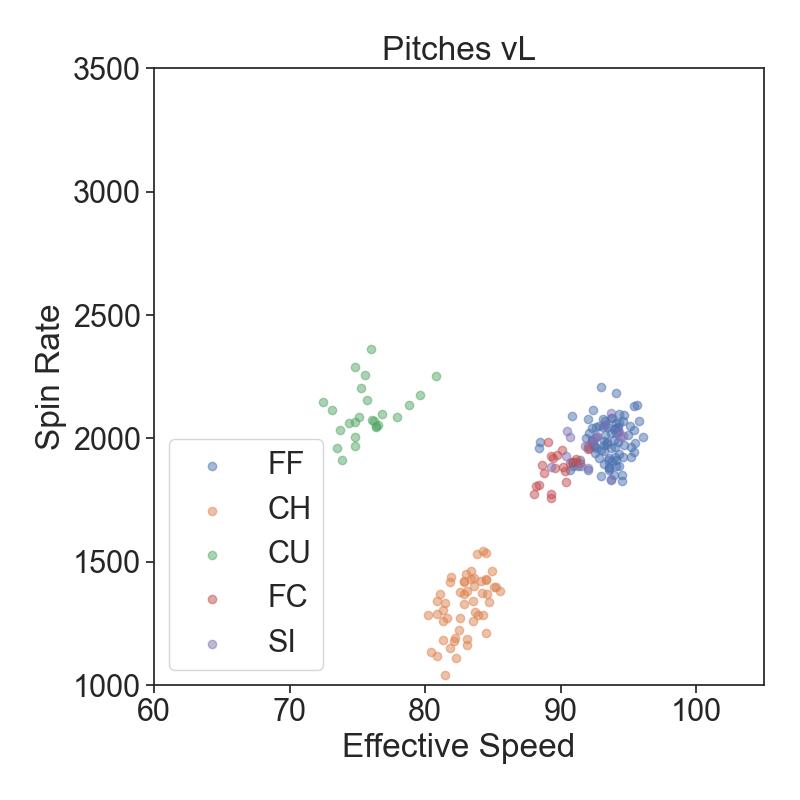 Pitches vL
3500
3000
2500
2000
1500
1000
Spin Rate
FF
CH
CU
FC
SI
60 70 80 90 100
Effective Speed